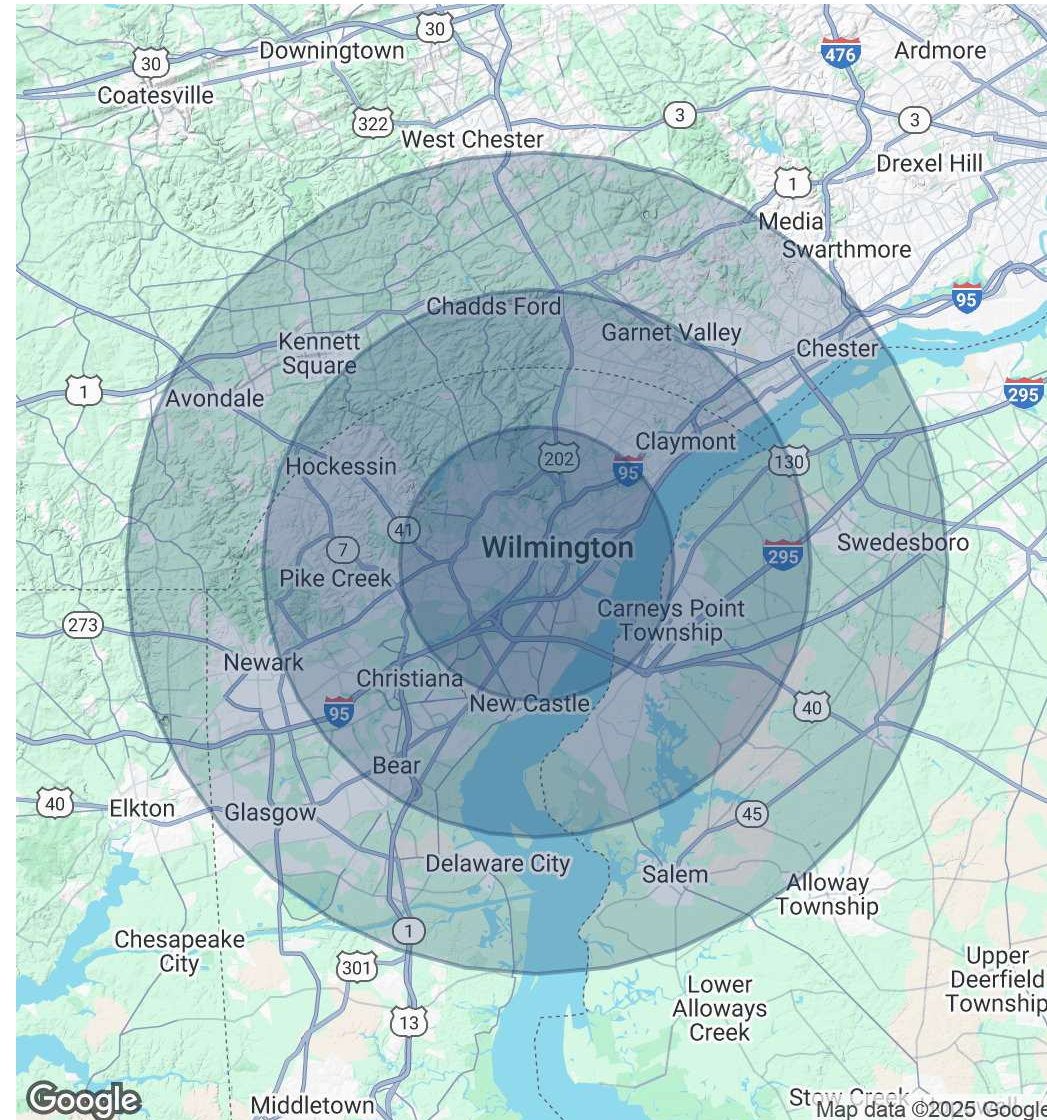 30
Downingtown
30
476
Ardmore
Coatesville
322
3
3
West Chester
Drexel Hill
1
Media
Swarthmore
95
Chadds Ford
Garnet Valley
Kennett
Square
Chester
1
Avondale
295
Claymont
202
130
Hockessin
95
41
Wilmington
7
295
Swedesboro
Pike Creek
Carneys Point
Township
273
Newark
Christiana
New Castle
95
40
Bear
40
Elkton
Glasgow
45
Delaware City
Salem
Alloway
Township
1
Chesapeake
City
301
Upper
Deerfield
Township
Lower
Alloways
Creek
13
Google
Middletown
Stow Creek
Map data ©2025 Google